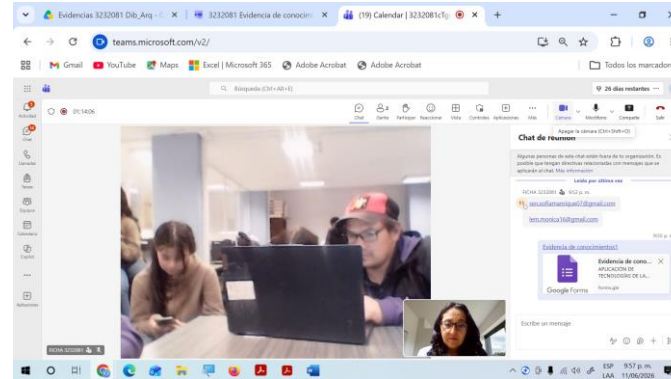 Evidencias 3232081 Dib_Arq
3232081 Evidencia de conocim
(19) Calendar | 3232081cTg
teams.microsoft.com/v2/
Gmail
YouTube
Maps
Excel | Microsoft 365
Adobe Acrobat
Adobe Acrobat
Todos los marcador
Búsqueda (Ctrl+Alt+E)
26 días restantes
01:14:06
Chat
Gente
Participar
Reaccionar
Vista
Controles
Aplicaciones
Más
Cámara
Micrófono
Compartir
Salir
Apagar la cámara (Ctrl+Shift+O)
Actividad
Chat
Llamadas
Equipos
Calendario
Copilot
Aplicaciones
Chat de reunión
Algunas personas de este chat están fuera de tu organización. Es
posible que tengan directivas relacionadas con mensajes que se
aplicarán al chat. Más información
Leído por última vez
FICHA 3232081 9:52 p. m.
lem.monica16@gmail.com
Evidencia de conocimientos1
Evidencia de cono...
APLICACIÓN DE
TECNOLOGÍAS DE LA...
Google Forms
forms.gle
Escribe un mensaje
FICHA 3232081
ESP
LAA
9:57 p. m.
11/06/2026